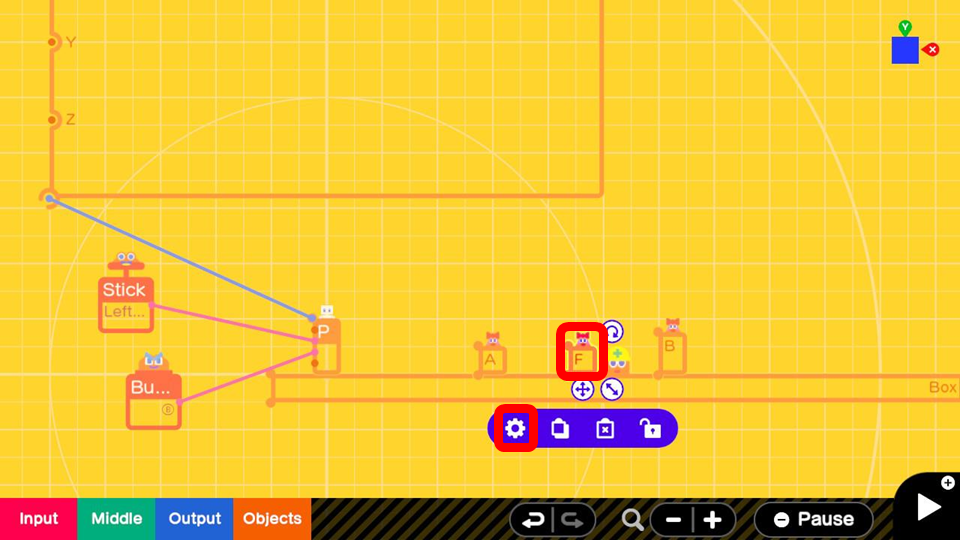 Y
X
Y
Z
Stick
Left...
P
A
F
B
Bu...
B
Box
Input
Middle
Output
Objects
Pause